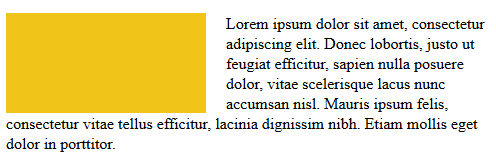 Lorem ipsum dolor sit amet, consectetur
adipiscing elit. Donec lobortis, justo ut
feugiat efficitur, sapien nulla posuere
dolor, vitae scelerisque lacus nunc
accumsan nisl. Mauris ipsum felis,
consectetur vitae tellus efficitur, lacinia dignissim nibh. Etiam mollis eget
dolor in porttitor.